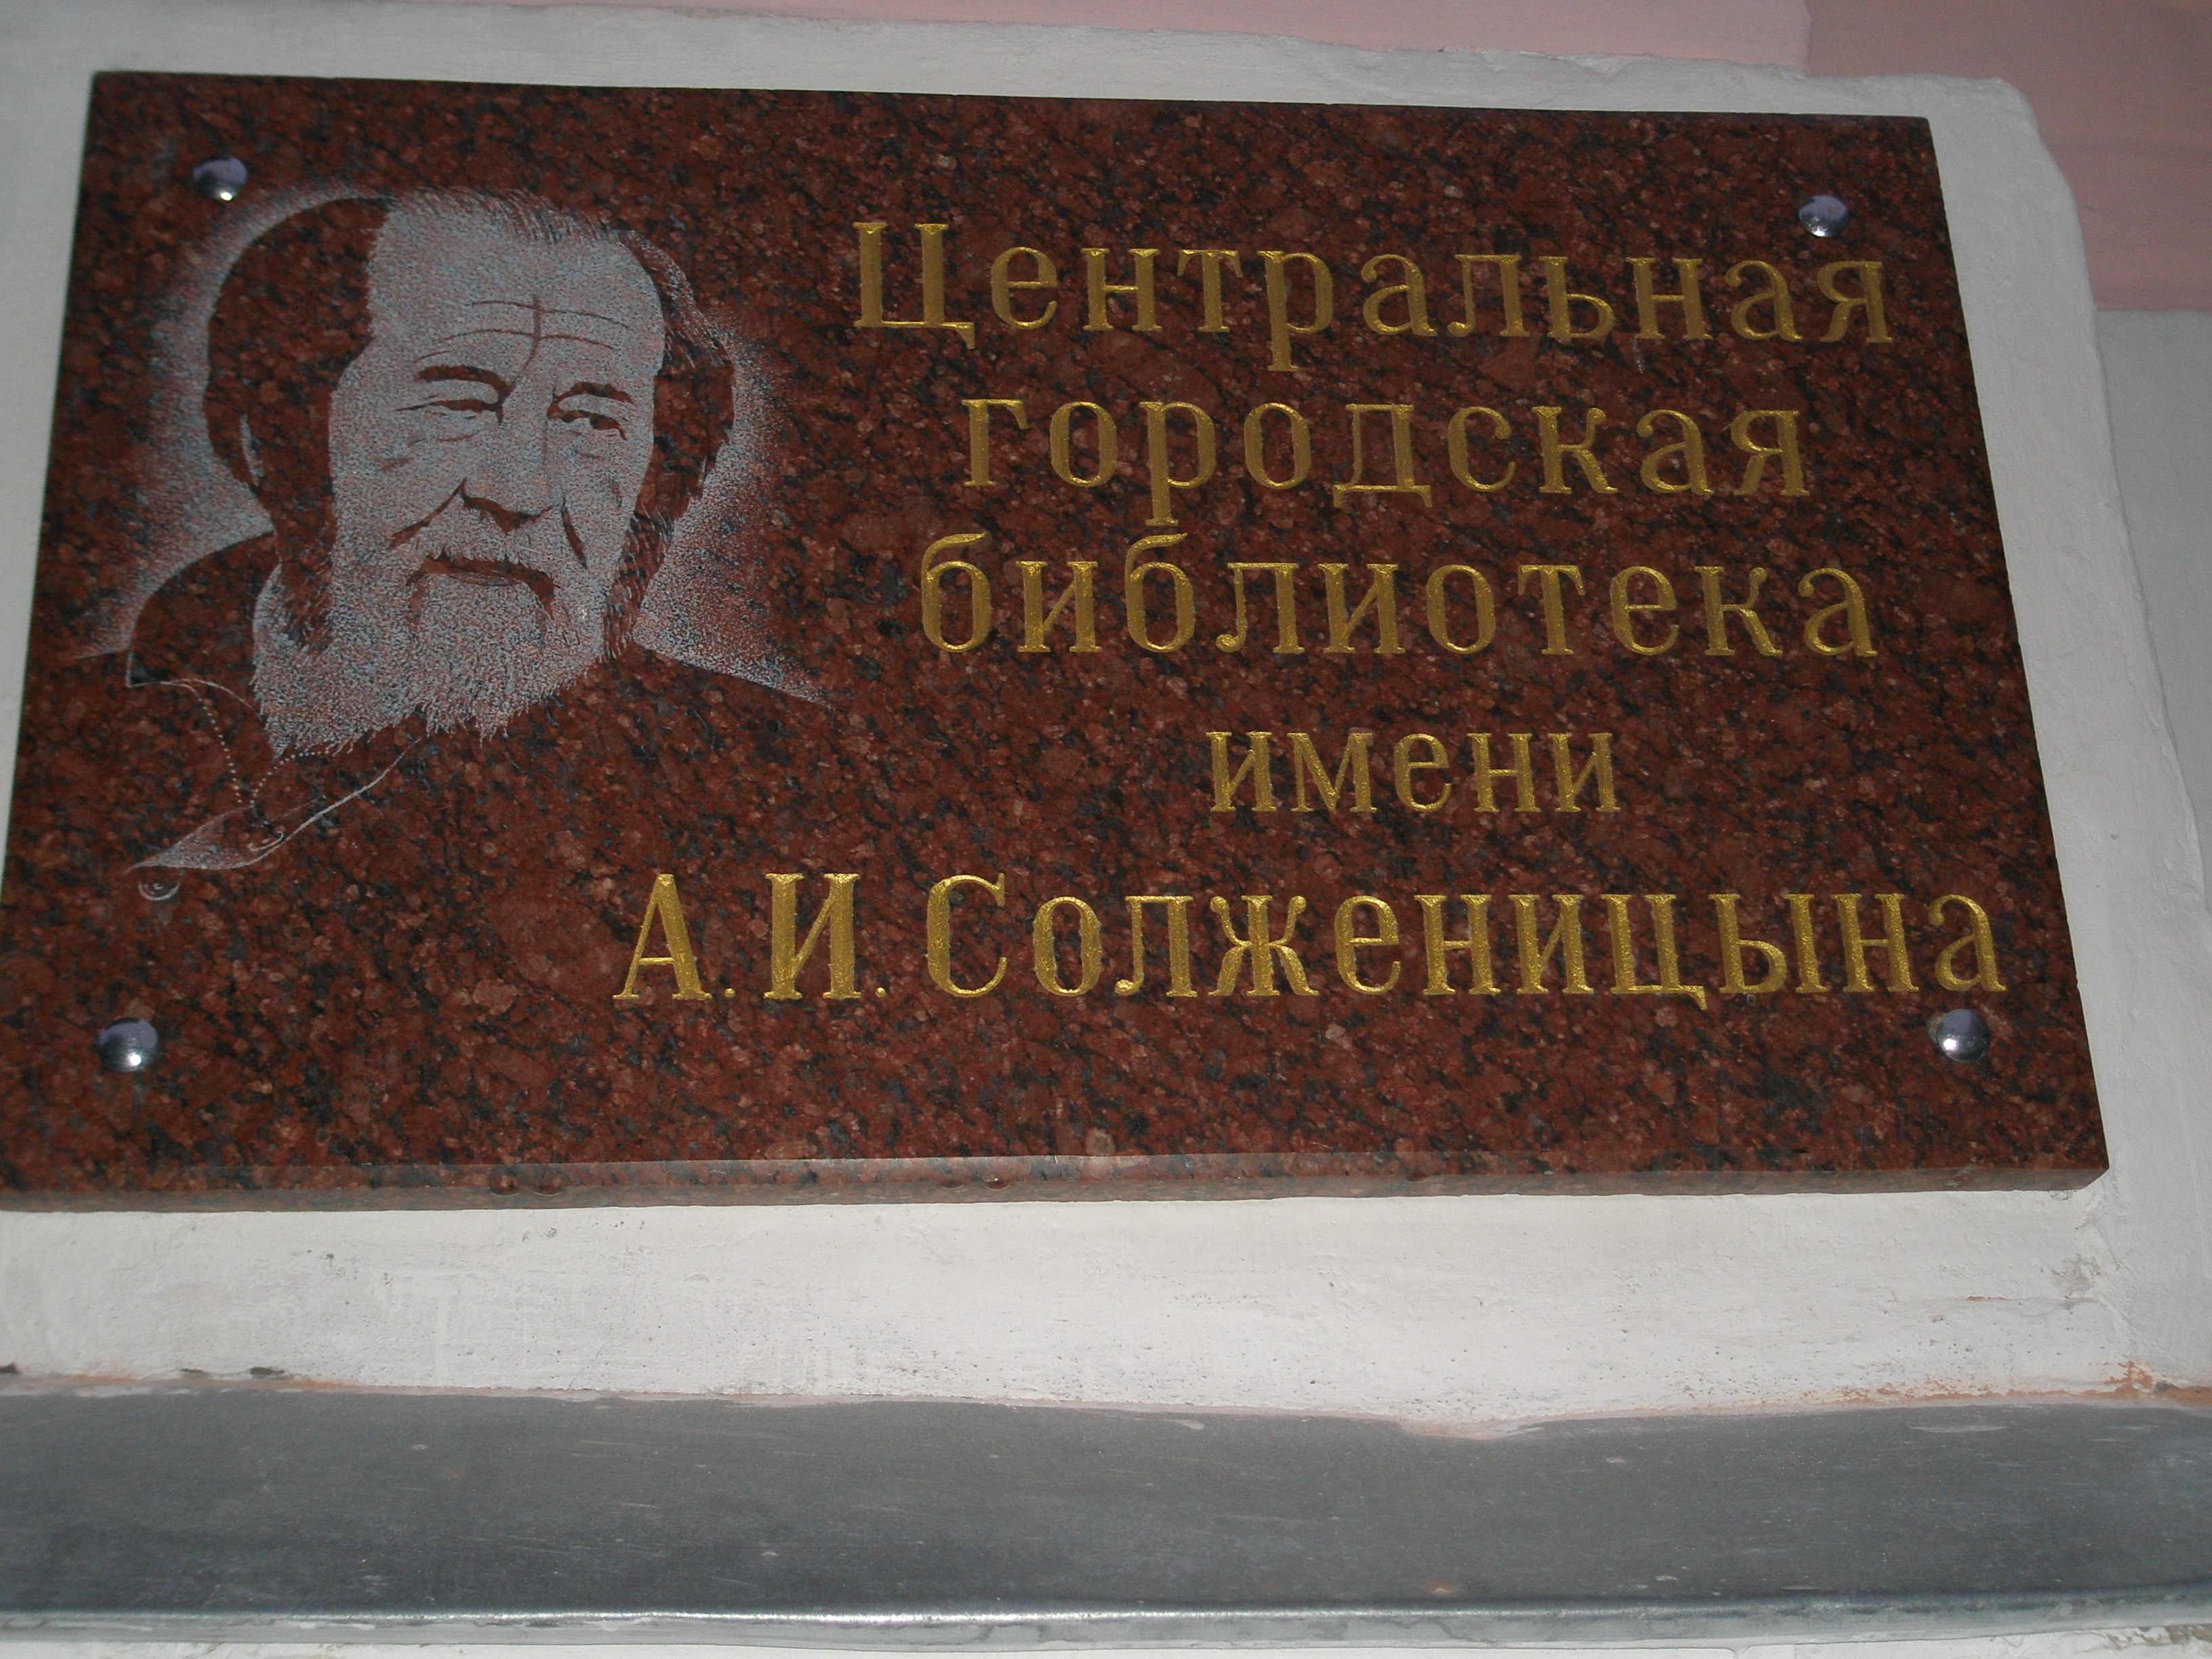 Центральная
городская
библиотека
имени
А.И.Солженицына